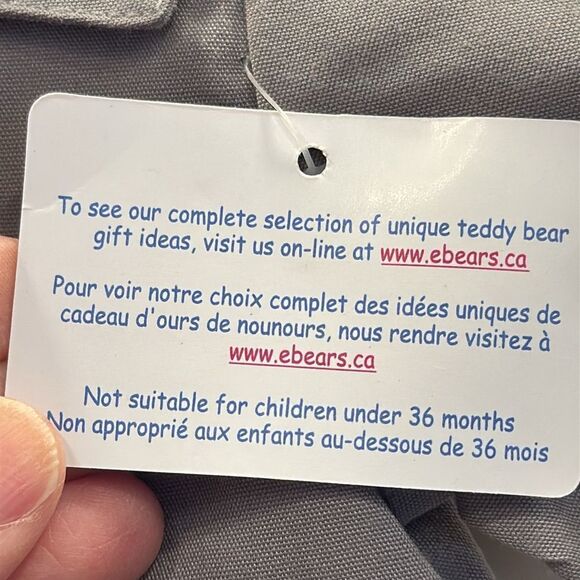 To see our complete selection of unique teddy bear
gift ideas, visit us on-line at www.ebears.ca
Pour voir notre choix complet des idées uniques de
cadeau d'ours de nounours, nous rendre visitez à
www.ebears.ca
Not suitable for children under 36 months
Non approprié aux enfants au-dessous de 36 mois